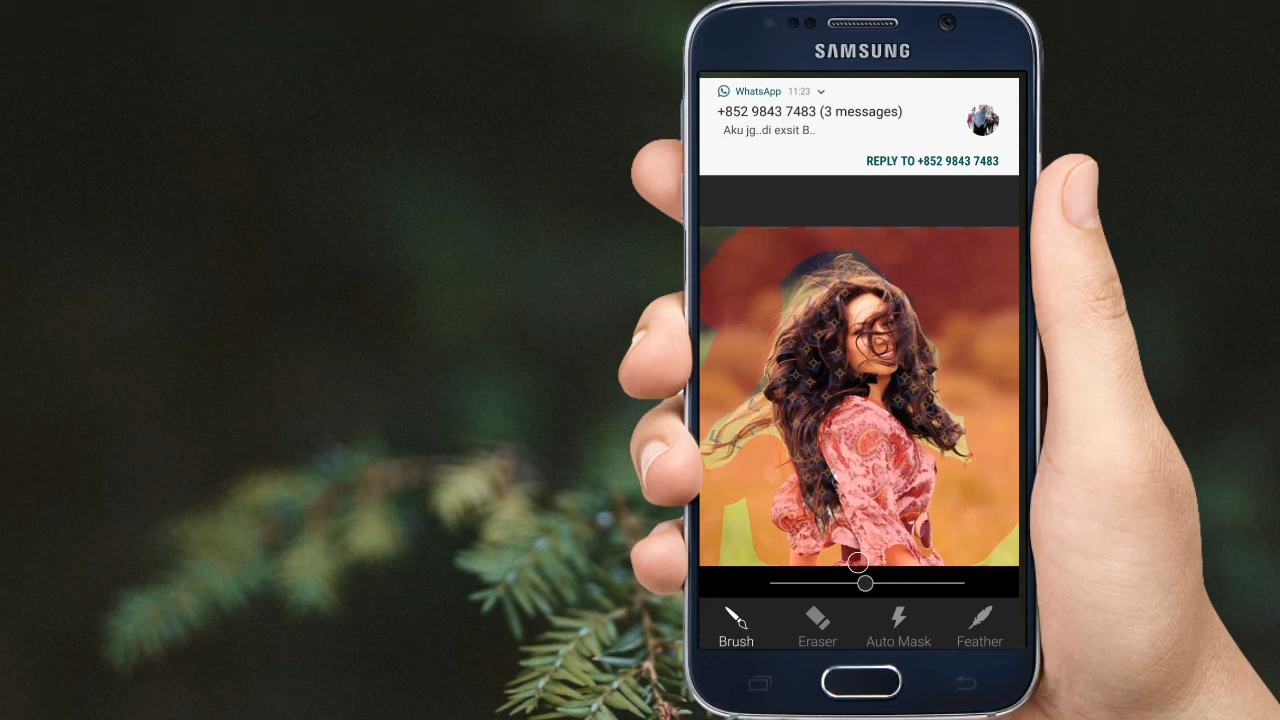 SAMSUNG
WhatsApp 11:23
+852 9843 7483 (3 messages)
Aku jg..di exsit B..
REPLY TO +852 9843 7483
Brush Eraser Auto Mask Feather